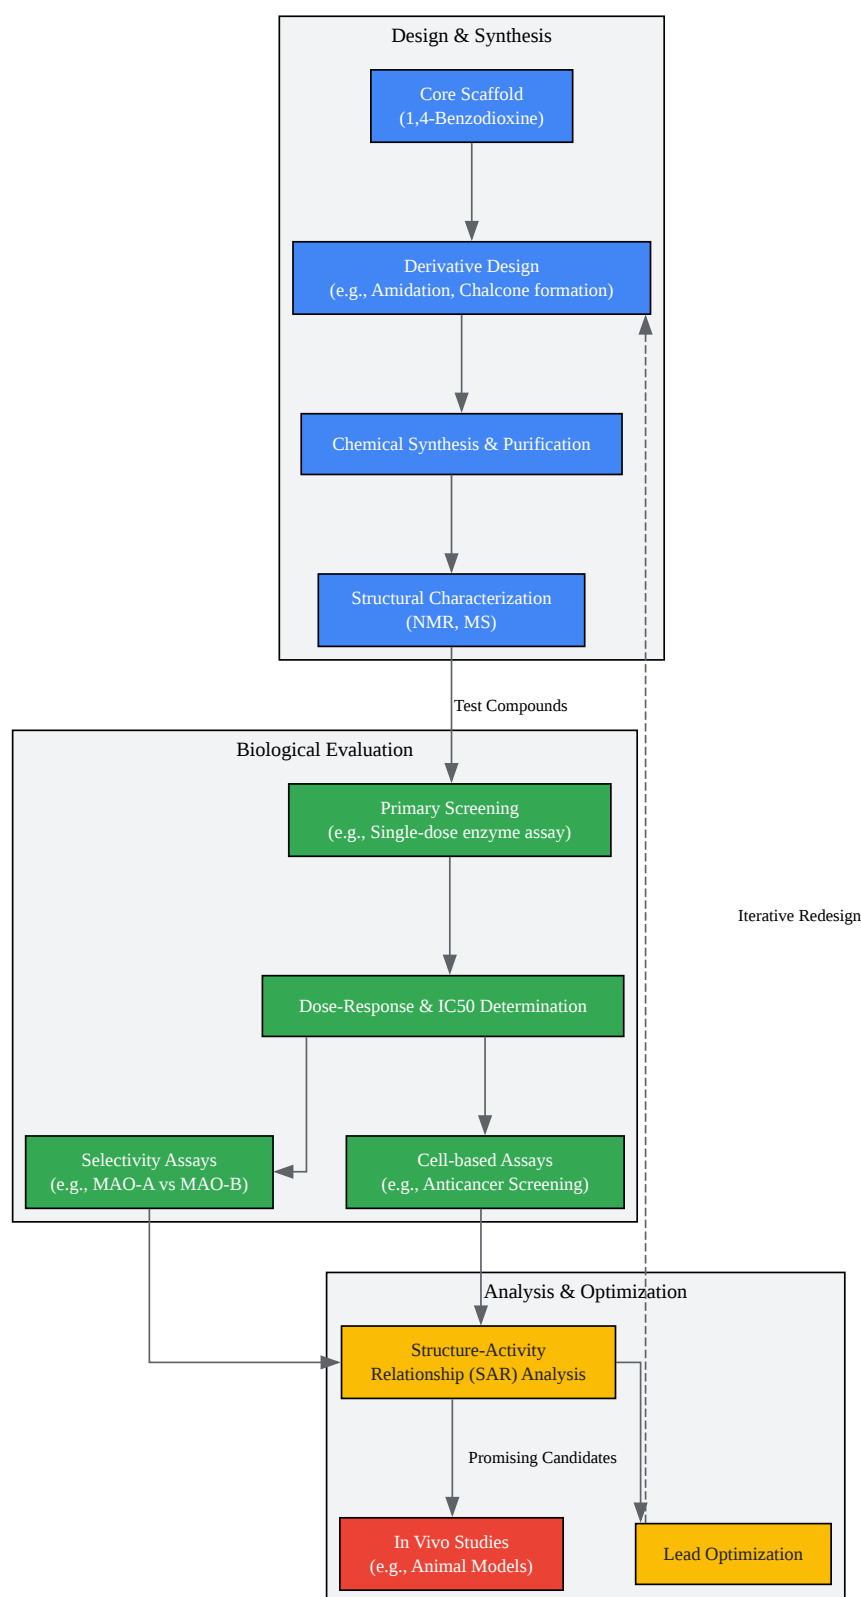 Design & Synthesis
Core Scaffold
(1,4-Benzodioxine)
Derivative Design
(e.g., Amidation, Chalcone formation)
Chemical Synthesis & Purification
Structural Characterization
(NMR, MS)
Test Compounds
Biological Evaluation
Primary Screening
(e.g., Single-dose enzyme assay)
Iterative Redesign
Dose-Response & IC50 Determination
Selectivity Assays
(e.g., MAO-A vs MAO-B)
Cell-based Assays
(e.g., Anticancer Screening)
Analysis & Optimization
Structure-Activity
Relationship (SAR) Analysis
Promising Candidates
In Vivo Studies
(e.g., Animal Models)
Lead Optimization